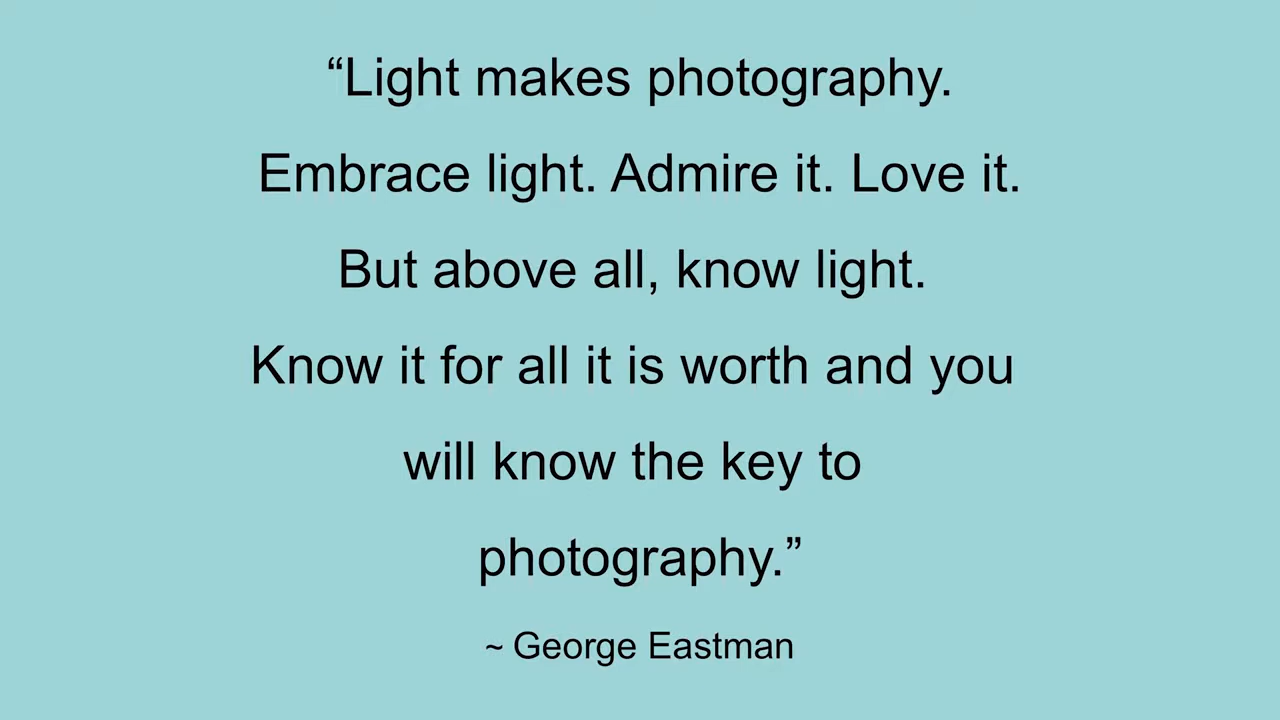 “Light makes photography.
Embrace light. Admire it. Love it.
But above all, know light.
Know it for all it is worth and you
will know the key to
photography.”
~ George Eastman